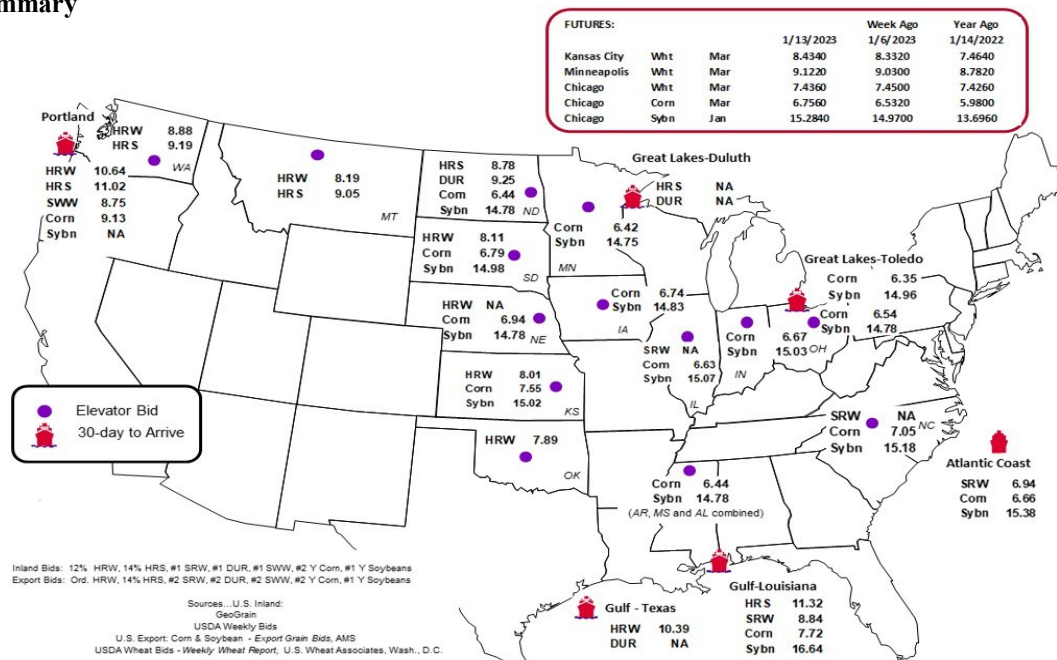 mmary
FUTURES: Week Ago Year Ago
1/13/2023 1/6/2023 1/14/2022
Kansas City Wht Mar 8.4340 8.3320 7.4640
Minneapolis Wht Mar 9.1220 9.0300 8.7820
Chicago Wht Mar 7.4360 7.4500 7.4260
Chicago Corn Mar 6.7560 6.5320 5.9800
Chicago Sybn Jan 15.2840 14.9700 13.6960
Portland
HRW 8.88
HRS 9.19
WA
HRW 10.64
HRS 11.02
SWW 8.75
Corn 9.13
Sybn NA
HRW 8.19
HRS 9.05
MT
HRS 8.78
DUR 9.25
Corn 6.44
Sybn 14.78 ND
HRW 8.11
Corn 6.79
Sybn 14.98
SD
HRW NA
Corn 6.94
Sybn 14.78 NE
HRW 8.01
Corn 7.55
Sybn 15.02
KS
HRW 7.89
OK
Great Lakes-Duluth
HRS NA
DUR NA
Corn 6.42
Sybn 14.75
MN
Corn 6.74
Sybn 14.83
IA
SRW NA
Corn 6.63
Sybn 15.07
IL
Great Lakes-Toledo
Corn 6.35
Sybn 14.96
Corn 6.54
Sybn 14.78
OH
Corn 6.67
Sybn 15.03
IN
SRW NA
Corn 7.05 NC
Sybn 15.18
Atlantic Coast
SRW 6.94
Corn 6.66
Sybn 15.38
Corn 6.44
Sybn 14.78
(AR, MS and AL combined)
Gulf-Louisiana
HRS 11.32
SRW 8.84
Corn 7.72
Sybn 16.64
Gulf - Texas
HRW 10.39
DUR NA
Elevator Bid
30-day to Arrive
Inland Bids: 12% HRW, 14% HRS, #1 SRW, #1 DUR, #1 SWW, #2 Y Corn, #1 Y Soybeans
Export Bids: Ord. HRW, 14% HRS, #2 SRW, #2 DUR, #2 SWW, #2 Y Corn, #1 Y Soybeans
Sources...U.S. Inland:
GeoGrain
USDA Weekly Bids
U.S. Export: Corn & Soybean - Export Grain Bids, AMS
USDA Wheat Bids - Weekly Wheat Report, U.S. Wheat Associates, Wash., D.C.